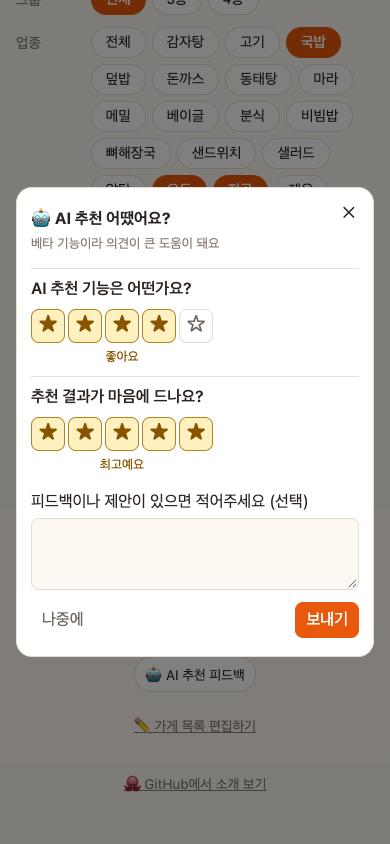 업종
전체 감자탕 고기 국밥
덮밥 돈까스 동태탕 마라
메밀 베이글 분식 비빔밥
뼈해장국 샌드위치 샐러드
🤖 AI 추천 어땠어요?
베타 기능이라 의견이 큰 도움이 돼요
AI 추천 기능은 어떤가요?
좋아요
추천 결과가 마음에 드나요?
최고예요
피드백이나 제안이 있으면 적어주세요 (선택)
나중에 보내기
🤖 AI 추천 피드백
✏️ 가게 목록 편집하기
🐙 GitHub에서 소개 보기